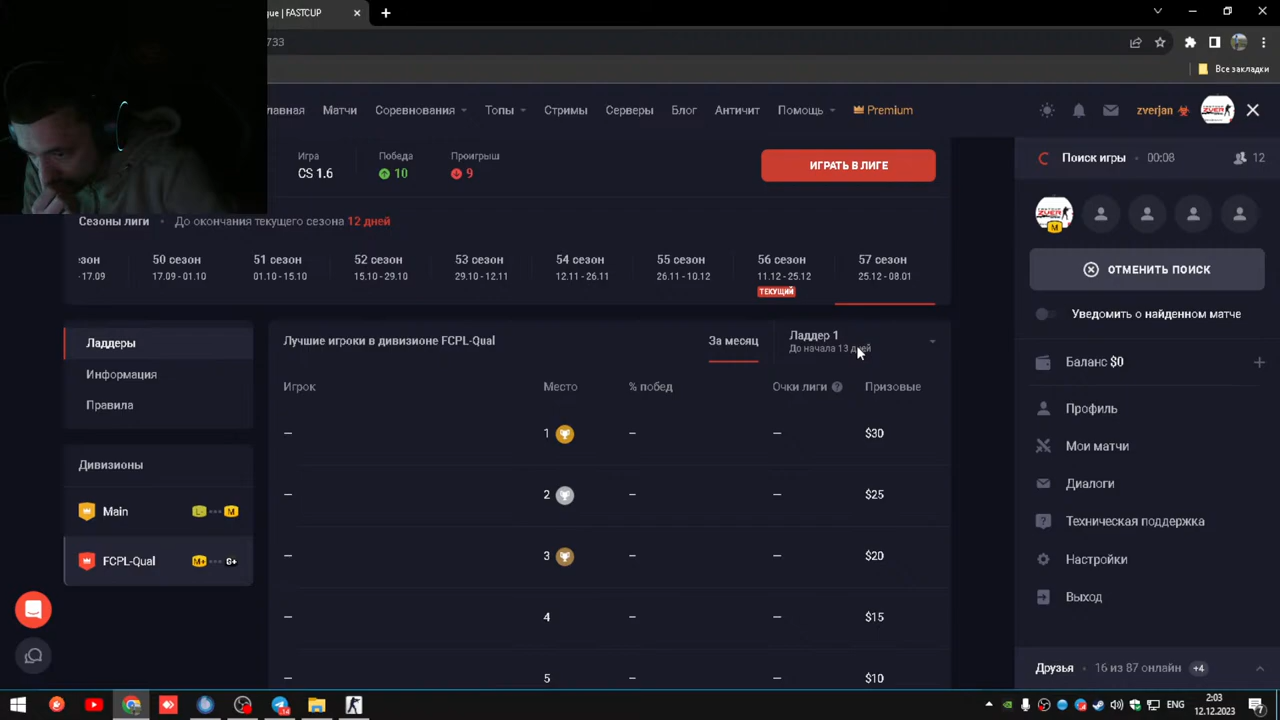 gue | FASTCUP
733
Все закладки
лавная Матчи Соревнования Топы Стримы Серверы Блог Античит Помощь Premium zverjan
Игра Победа Проигрыш
CS 1.6 10 9
ИГРАТЬ В ЛИГЕ
Поиск игры 00:08 12
Сезоны лиги • До окончания текущего сезона 12 дней
зон 50 сезон 51 сезон 52 сезон 53 сезон 54 сезон 55 сезон 56 сезон 57 сезон
- 17.09 17.09 - 01.10 01.10 - 15.10 15.10 - 29.10 29.10 - 12.11 12.11 - 26.11 26.11 - 10.12 11.12 - 25.12 25.12 - 08.01
ТЕКУЩИЙ
ОТМЕНИТЬ ПОИСК
Уведомить о найденном матче
Ладдеры
Информация
Правила
Дивизионы
Main
FCPL-Qual
Лучшие игроки в дивизионе FCPL-Qual За месяц Ладдер 1
До начала 13 дней
Игрок Место % побед Очки лиги Призовые
— 1 — — $30
— 2 — — $25
— 3 — — $20
— 4 — — $15
— 5 — — $10
Баланс $0
Профиль
Мои матчи
Диалоги
Техническая поддержка
Настройки
Выход
Друзья 16 из 87 онлайн +4
ENG
2:03
12.12.2023